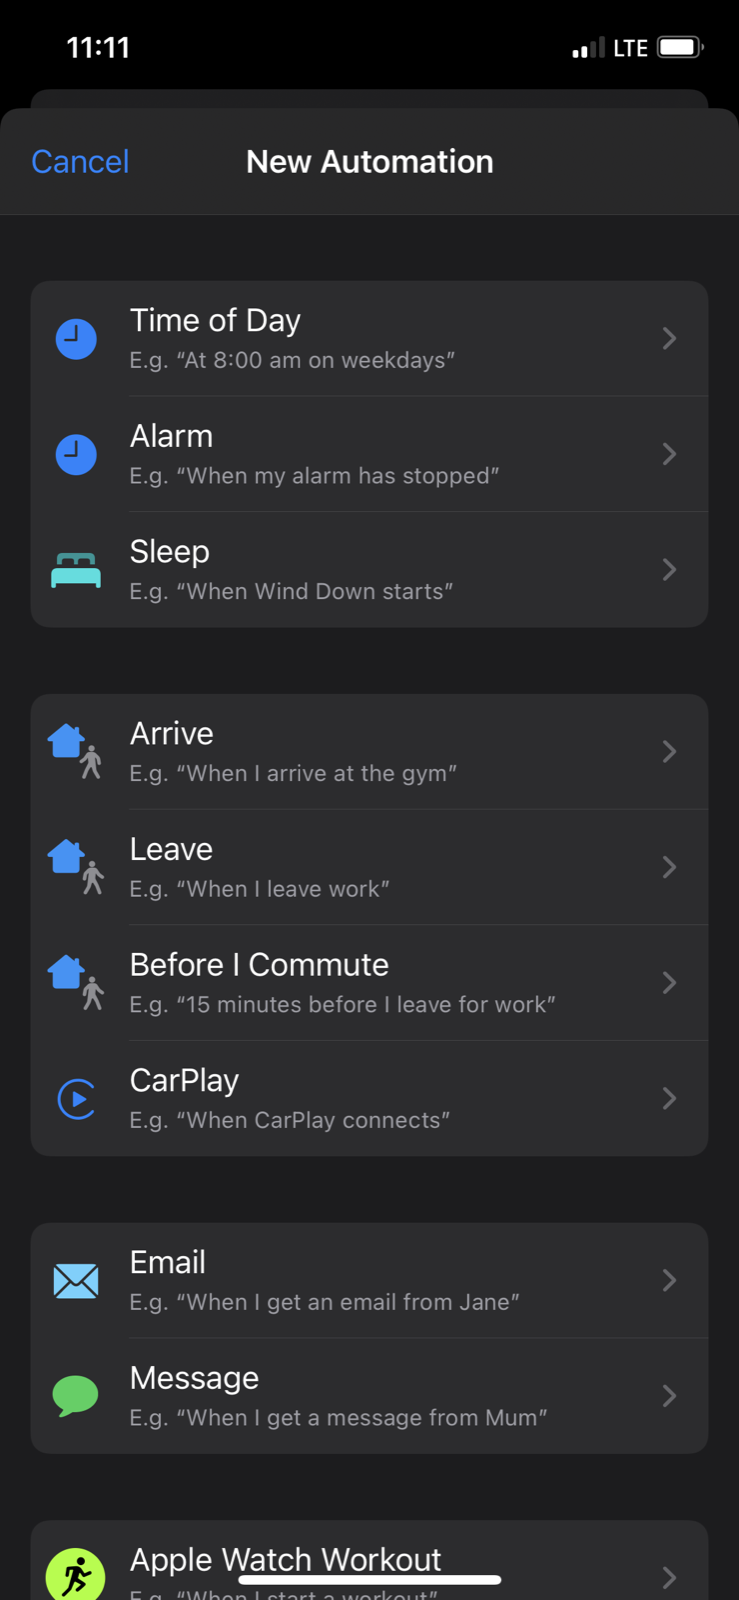 11:11
LTE
Cancel
New Automation
Time of Day
E.g. “At 8:00 am on weekdays”
Alarm
E.g. “When my alarm has stopped”
Sleep
E.g. “When Wind Down starts”
Arrive
E.g. “When I arrive at the gym”
Leave
E.g. “When I leave work”
Before I Commute
E.g. “15 minutes before I leave for work”
CarPlay
E.g. “When CarPlay connects”
Email
E.g. “When I get an email from Jane”
Message
E.g. “When I get a message from Mum”
Apple Watch Workout
E.g. “When I start a workout”